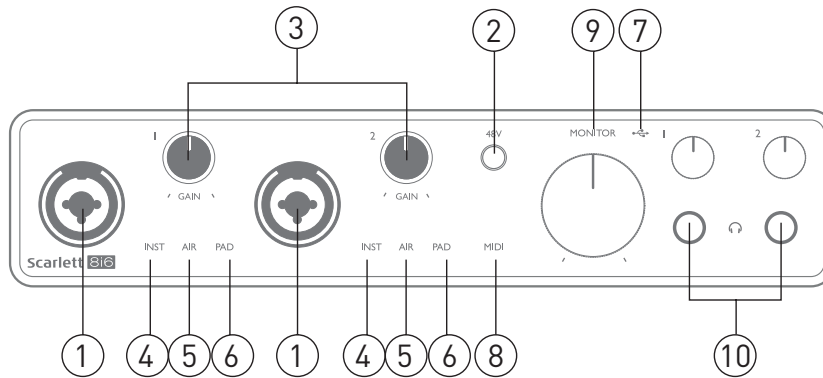 3 2 9 7
1 2 48V MONITOR 1 2
GAIN GAIN
INST AIR PAD INST AIR PAD MIDI
Scarlett 8i6
1 4 5 6 1 4 5 6 8 10